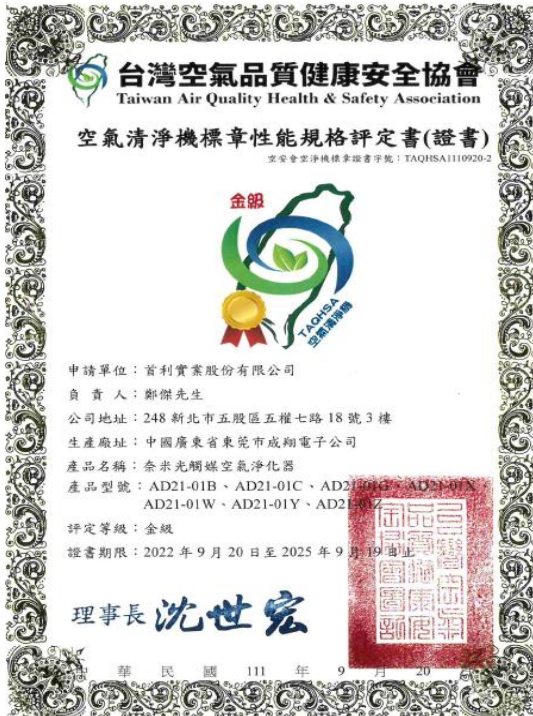 台灣空氣品質健康安全協會
Taiwan Air Quality Health & Safety Association
空氣清淨機標章性能規格評定書(證書)
空安會空淨機標章證書字號：TAQHSA1110920-2
金級
TAQHSA
空氣清淨機
申請單位：首利實業股份有限公司
負責人：鄭傑先生
公司地址：248 新北市五股區五權七路 18 號 3 樓
生產廠址：中國廣東省東莞市成翔電子公司
產品名稱：奈米光觸媒空氣淨化器
產品型號：AD21-01B、AD21-01C、AD21-01G、AD21-01X、
AD21-01W、AD21-01Y、AD21-01Z
評定等級：金級
證書期限：2022 年 9 月 20 日至 2025 年 9 月 19 日止
理事長 沈世宏
中華民國 111 年 9 月 20